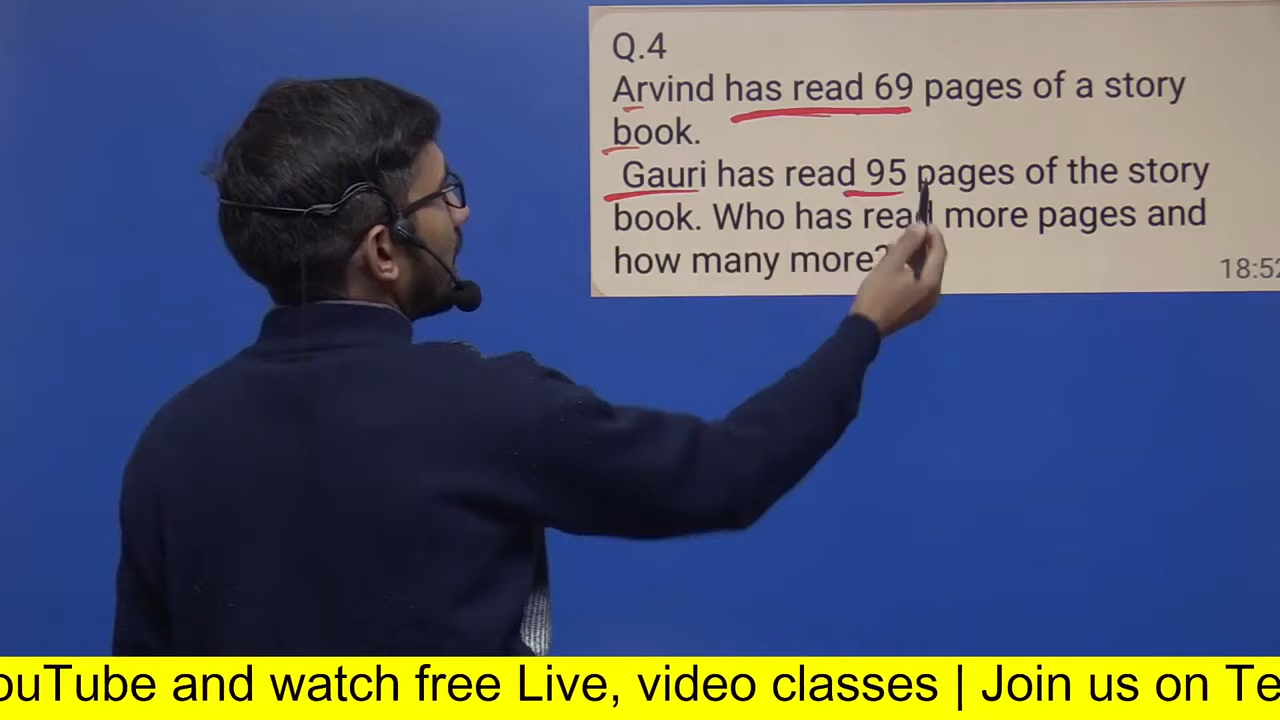 Q.4
Arvind has read 69 pages of a story
book.
Gauri has read 95 pages of the story
book. Who has read more pages and
how many more?
18:52
ouTube and watch free Live, video classes | Join us on Te